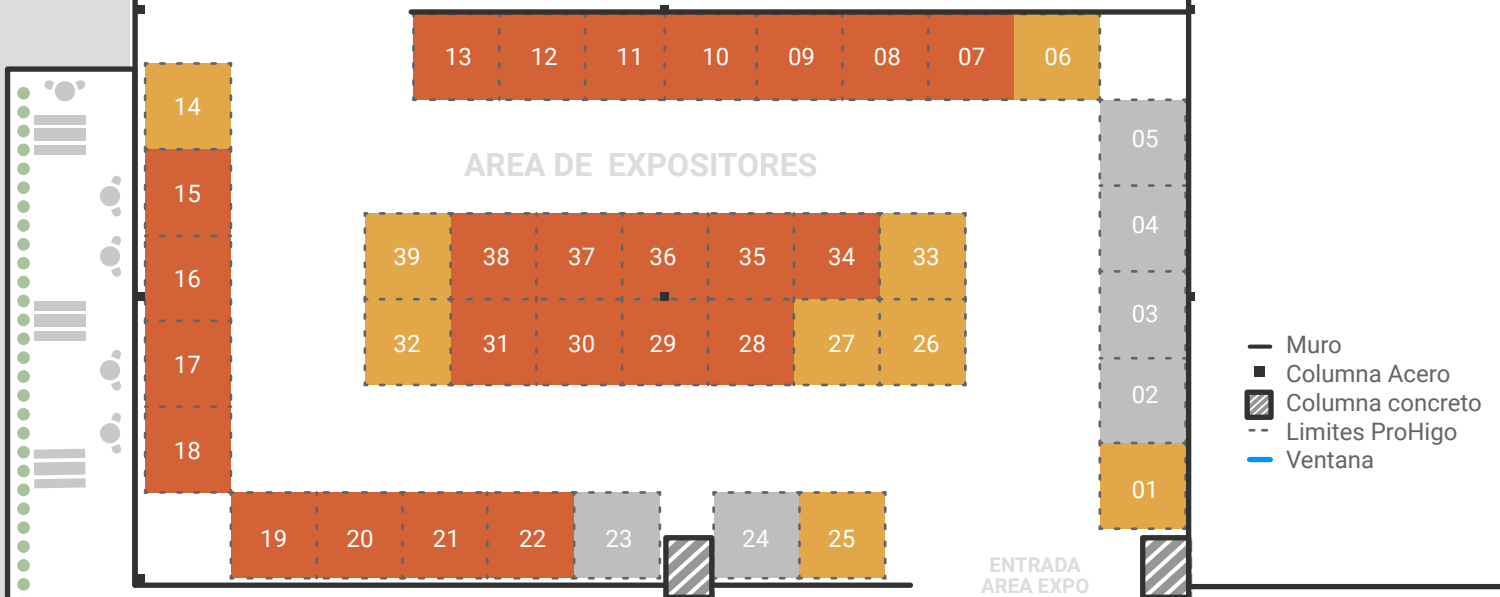 13 12 11 10 09 08 07 06
14
05
AREA DE EXPOSITORES
15
04
39 38 37 36 35 34 33
16
03
32 31 30 29 28 27 26
17
02
18
01
19 20 21 22 23 24 25
ENTRADA
AREA EXPO
Muro
Columna Acero
Columna concreto
Limites ProHigo
Ventana